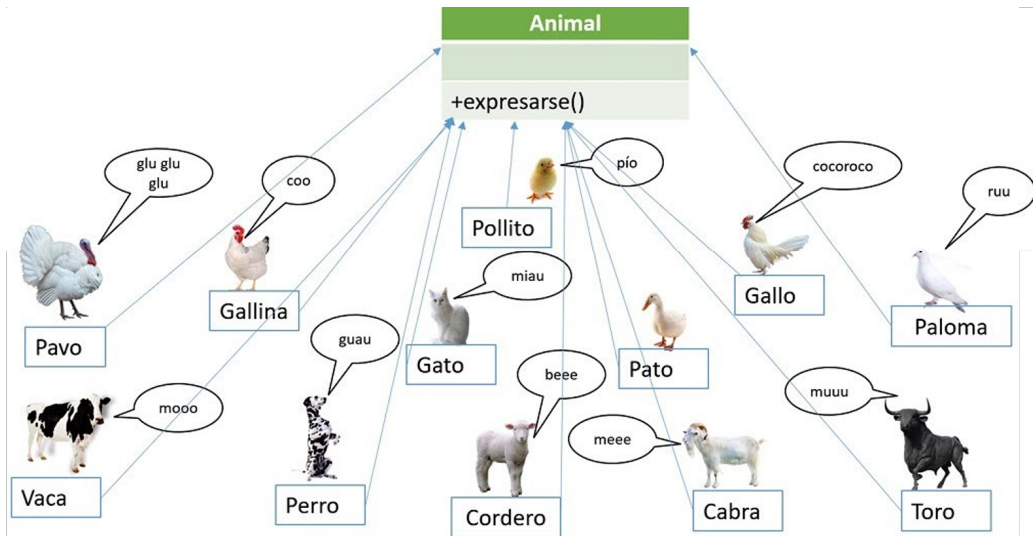 Animal
+expresarse()
glu glu
glu
coo
pío
cocoroco
ruu
Pollito
miau
Gallina
Gallo
Paloma
Pavo
guau
Gato
Pato
beee
mooo
meee
muuu
Vaca
Perro
Cordero
Cabra
Toro